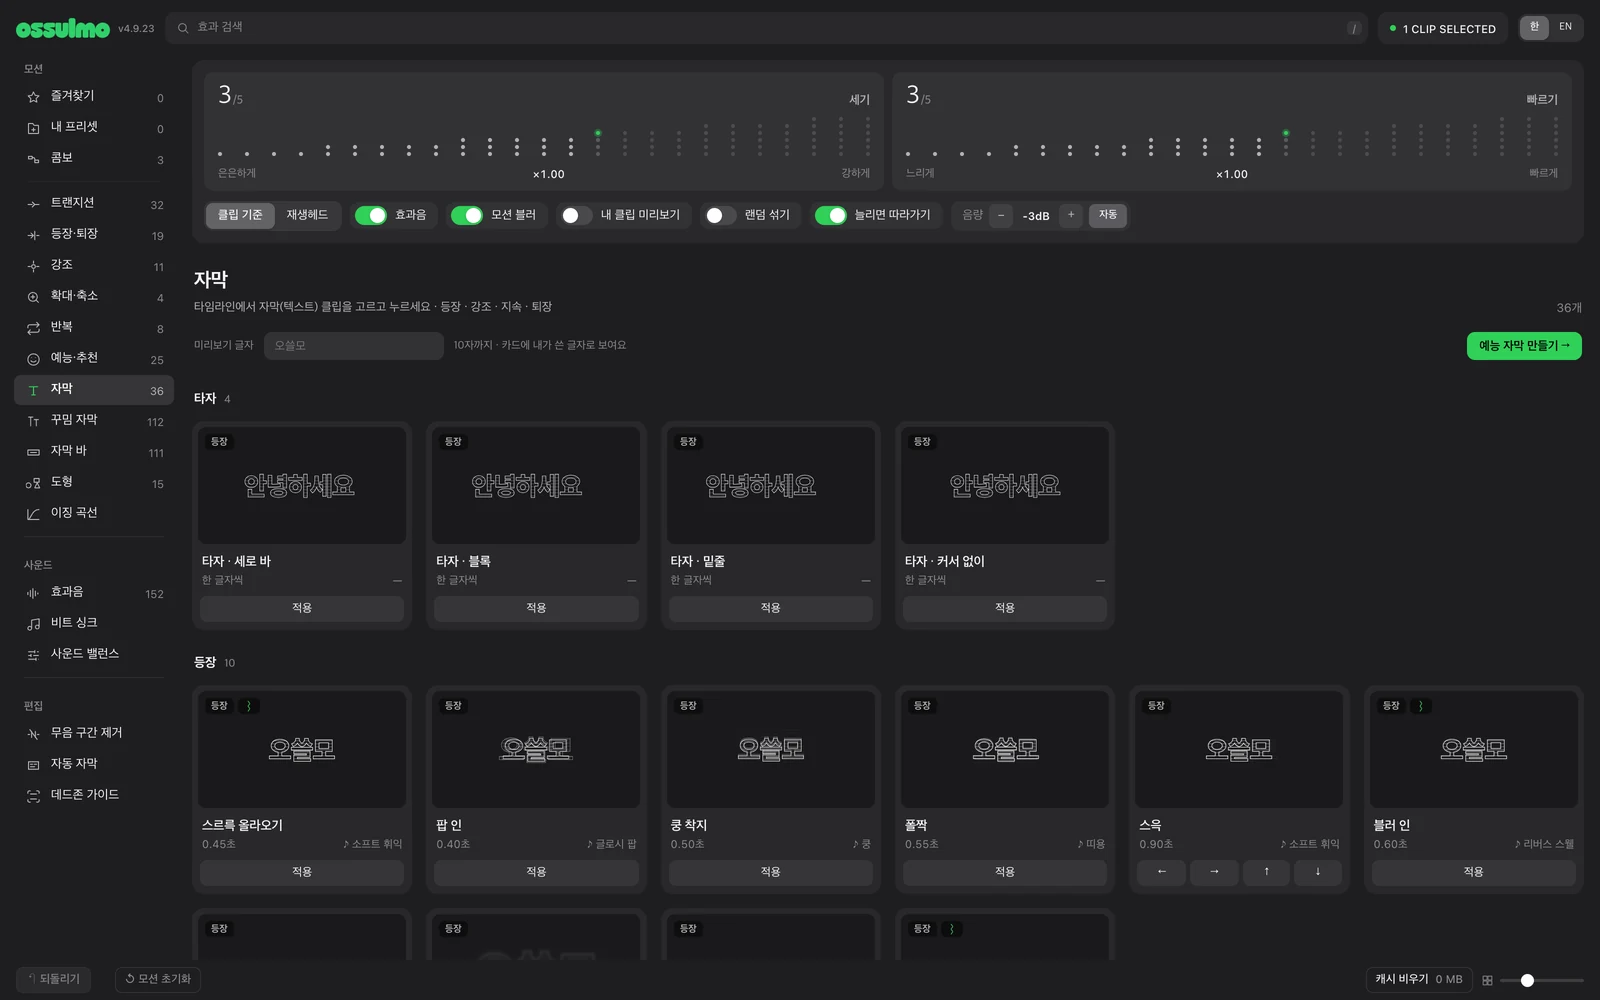 ossulmo v4.9.23
효과 검색
/
1 CLIP SELECTED
한 EN
모션
즐겨찾기 0
내 프리셋 0
콤보 3
트랜지션 32
등장·퇴장 19
강조 11
확대·축소 4
반복 8
예능·추천 25
자막 36
꾸밈 자막 112
자막 바 111
도형 15
이징 곡선
사운드
효과음 152
비트 싱크
사운드 밸런스
편집
무음 구간 제거
자동 자막
데드존 가이드
3/5 세기
은은하게 ×1.00 강하게
3/5 빠르기
느리게 ×1.00 빠르게
클립 기준 재생헤드 효과음 모션 블러 내 클립 미리보기 랜덤 섞기 늘리면 따라가기 음량 − -3dB + 자동
자막
타임라인에서 자막(텍스트) 클립을 고르고 누르세요 · 등장 · 강조 · 지속 · 퇴장 36개
미리보기 글자 오쓸모 10자까지 · 카드에 내가 쓴 글자로 보여요 예능 자막 만들기 →
타자 4
등장 등장 등장 등장
안녕하세요 안녕하세요 안녕하세요 안녕하세요
타자 · 세로 바 타자 · 블록 타자 · 밑줄 타자 · 커서 없이
한 글자씩 — 한 글자씩 — 한 글자씩 — 한 글자씩 —
적용 적용 적용 적용
등장 10
등장 등장 등장 등장 등장 등장
오쓸모 오쓸모 오쓸모 오쓸모 오쓸모 오쓸모
스르륵 올라오기 팝 인 쿵 착지 폴짝 스윽 블러 인
0.45초 ♪ 소프트 휘익 0.40초 ♪ 글로시 팝 0.50초 ♪ 쿵 0.55초 ♪ 띠용 0.90초 ♪ 소프트 휘익 0.60초 ♪ 리버스 스웰
적용 적용 적용 적용 ← → ↑ ↓ 적용
등장 등장 등장 등장
되돌리기 모션 초기화 캐시 비우기 0 MB